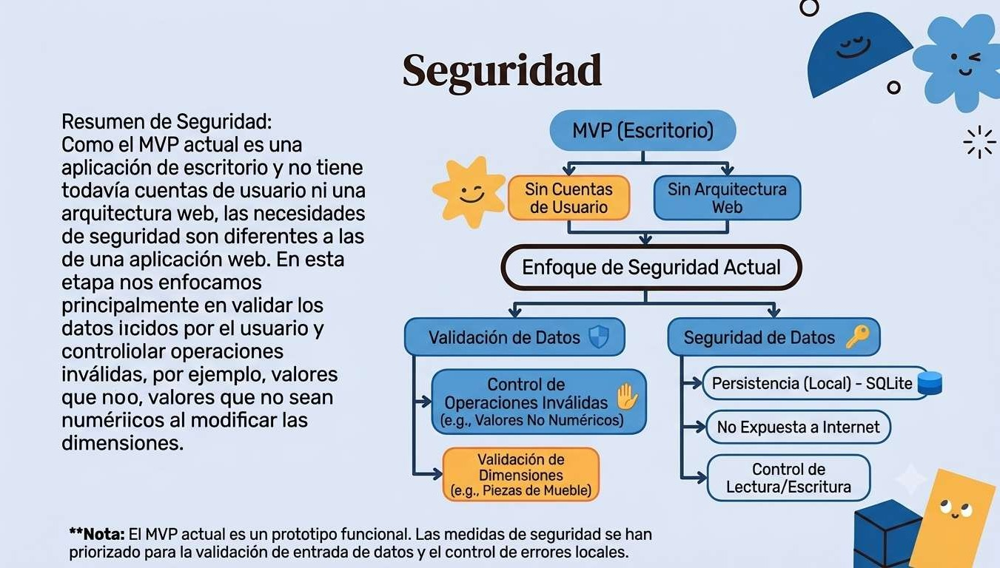 Seguridad
Resumen de Seguridad:
Como el MVP actual es una
aplicación de escritorio y no tiene
todavía cuentas de usuario ni una
arquitectura web, las necesidades
de seguridad son diferentes a las
de una aplicación web. En esta
etapa nos enfocamos
principalmente en validar los
datos iıcidos por el usuario y
controliolar operaciones
inválidas, por ejemplo, valores
que noo, valores que no sean
numériicos al modificar las
dimensiones.
MVP (Escritorio)
Sin Cuentas
de Usuario
Sin Arquitectura
Web
Enfoque de Seguridad Actual
Validación de Datos
Control de
Operaciones Inválidas
(e.g., Valores No Numéricos)
Validación de
Dimensiones
(e.g., Piezas de Mueble)
Seguridad de Datos
Persistencia (Local) - SQLite
No Expuesta a Internet
Control de
Lectura/Escritura
**Nota: El MVP actual es un prototipo funcional. Las medidas de seguridad se han
priorizado para la validación de entrada de datos y el control de errores locales.